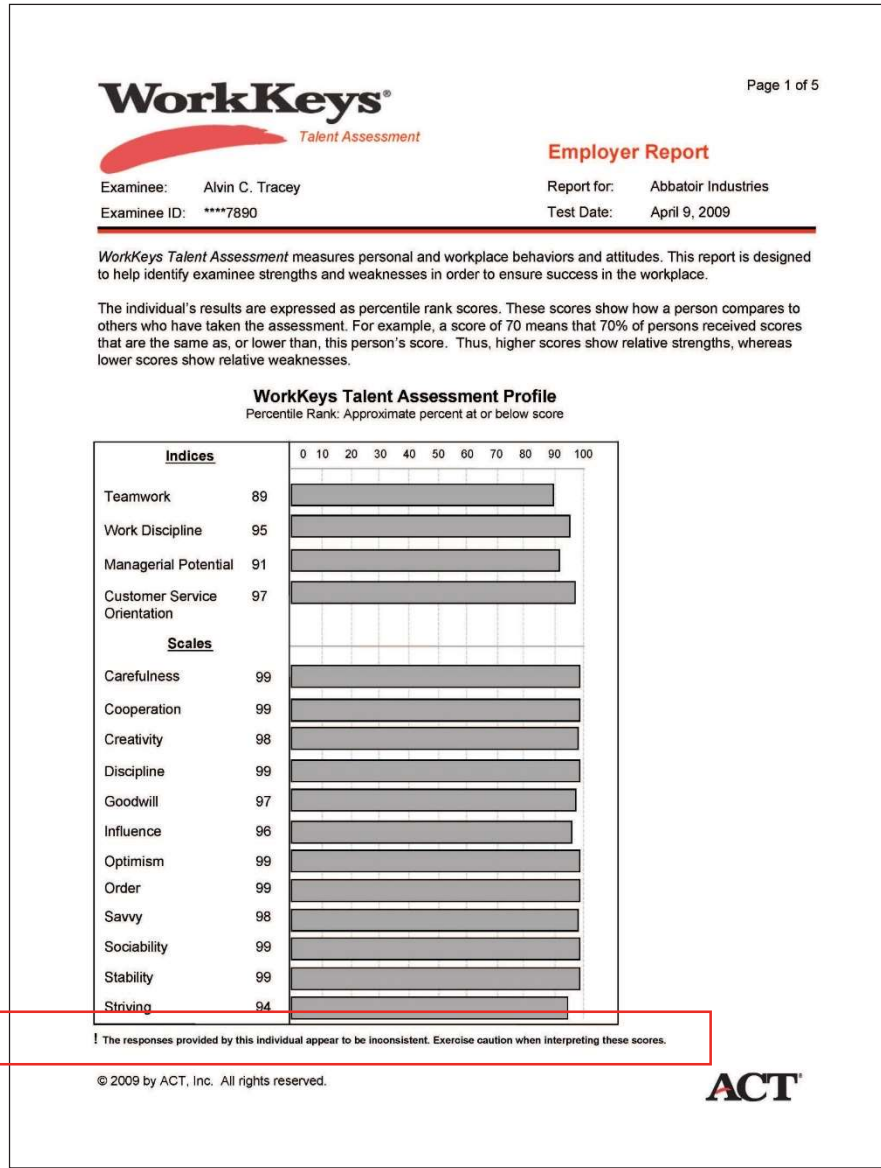 WorkKeys®
Page 1 of 5
Talent Assessment
Employer Report
Examinee: Alvin C. Tracey
Report for: Abbatoir Industries
Examinee ID: ****7890
Test Date: April 9, 2009
WorkKeys Talent Assessment measures personal and workplace behaviors and attitudes. This report is designed
to help identify examinee strengths and weaknesses in order to ensure success in the workplace.
The individual's results are expressed as percentile rank scores. These scores show how a person compares to
others who have taken the assessment. For example, a score of 70 means that 70% of persons received scores
that are the same as, or lower than, this person's score. Thus, higher scores show relative strengths, whereas
lower scores show relative weaknesses.
WorkKeys Talent Assessment Profile
Percentile Rank: Approximate percent at or below score
Indices 0 10 20 30 40 50 60 70 80 90 100
Teamwork 89
Work Discipline 95
Managerial Potential 91
Customer Service 97
Orientation
Scales
Carefulness 99
Cooperation 99
Creativity 98
Discipline 99
Goodwill 97
Influence 96
Optimism 99
Order 99
Savvy 98
Sociability 99
Stability 99
Striving 94
! The responses provided by this individual appear to be inconsistent. Exercise caution when interpreting these scores.
© 2009 by ACT, Inc. All rights reserved.
ACT®